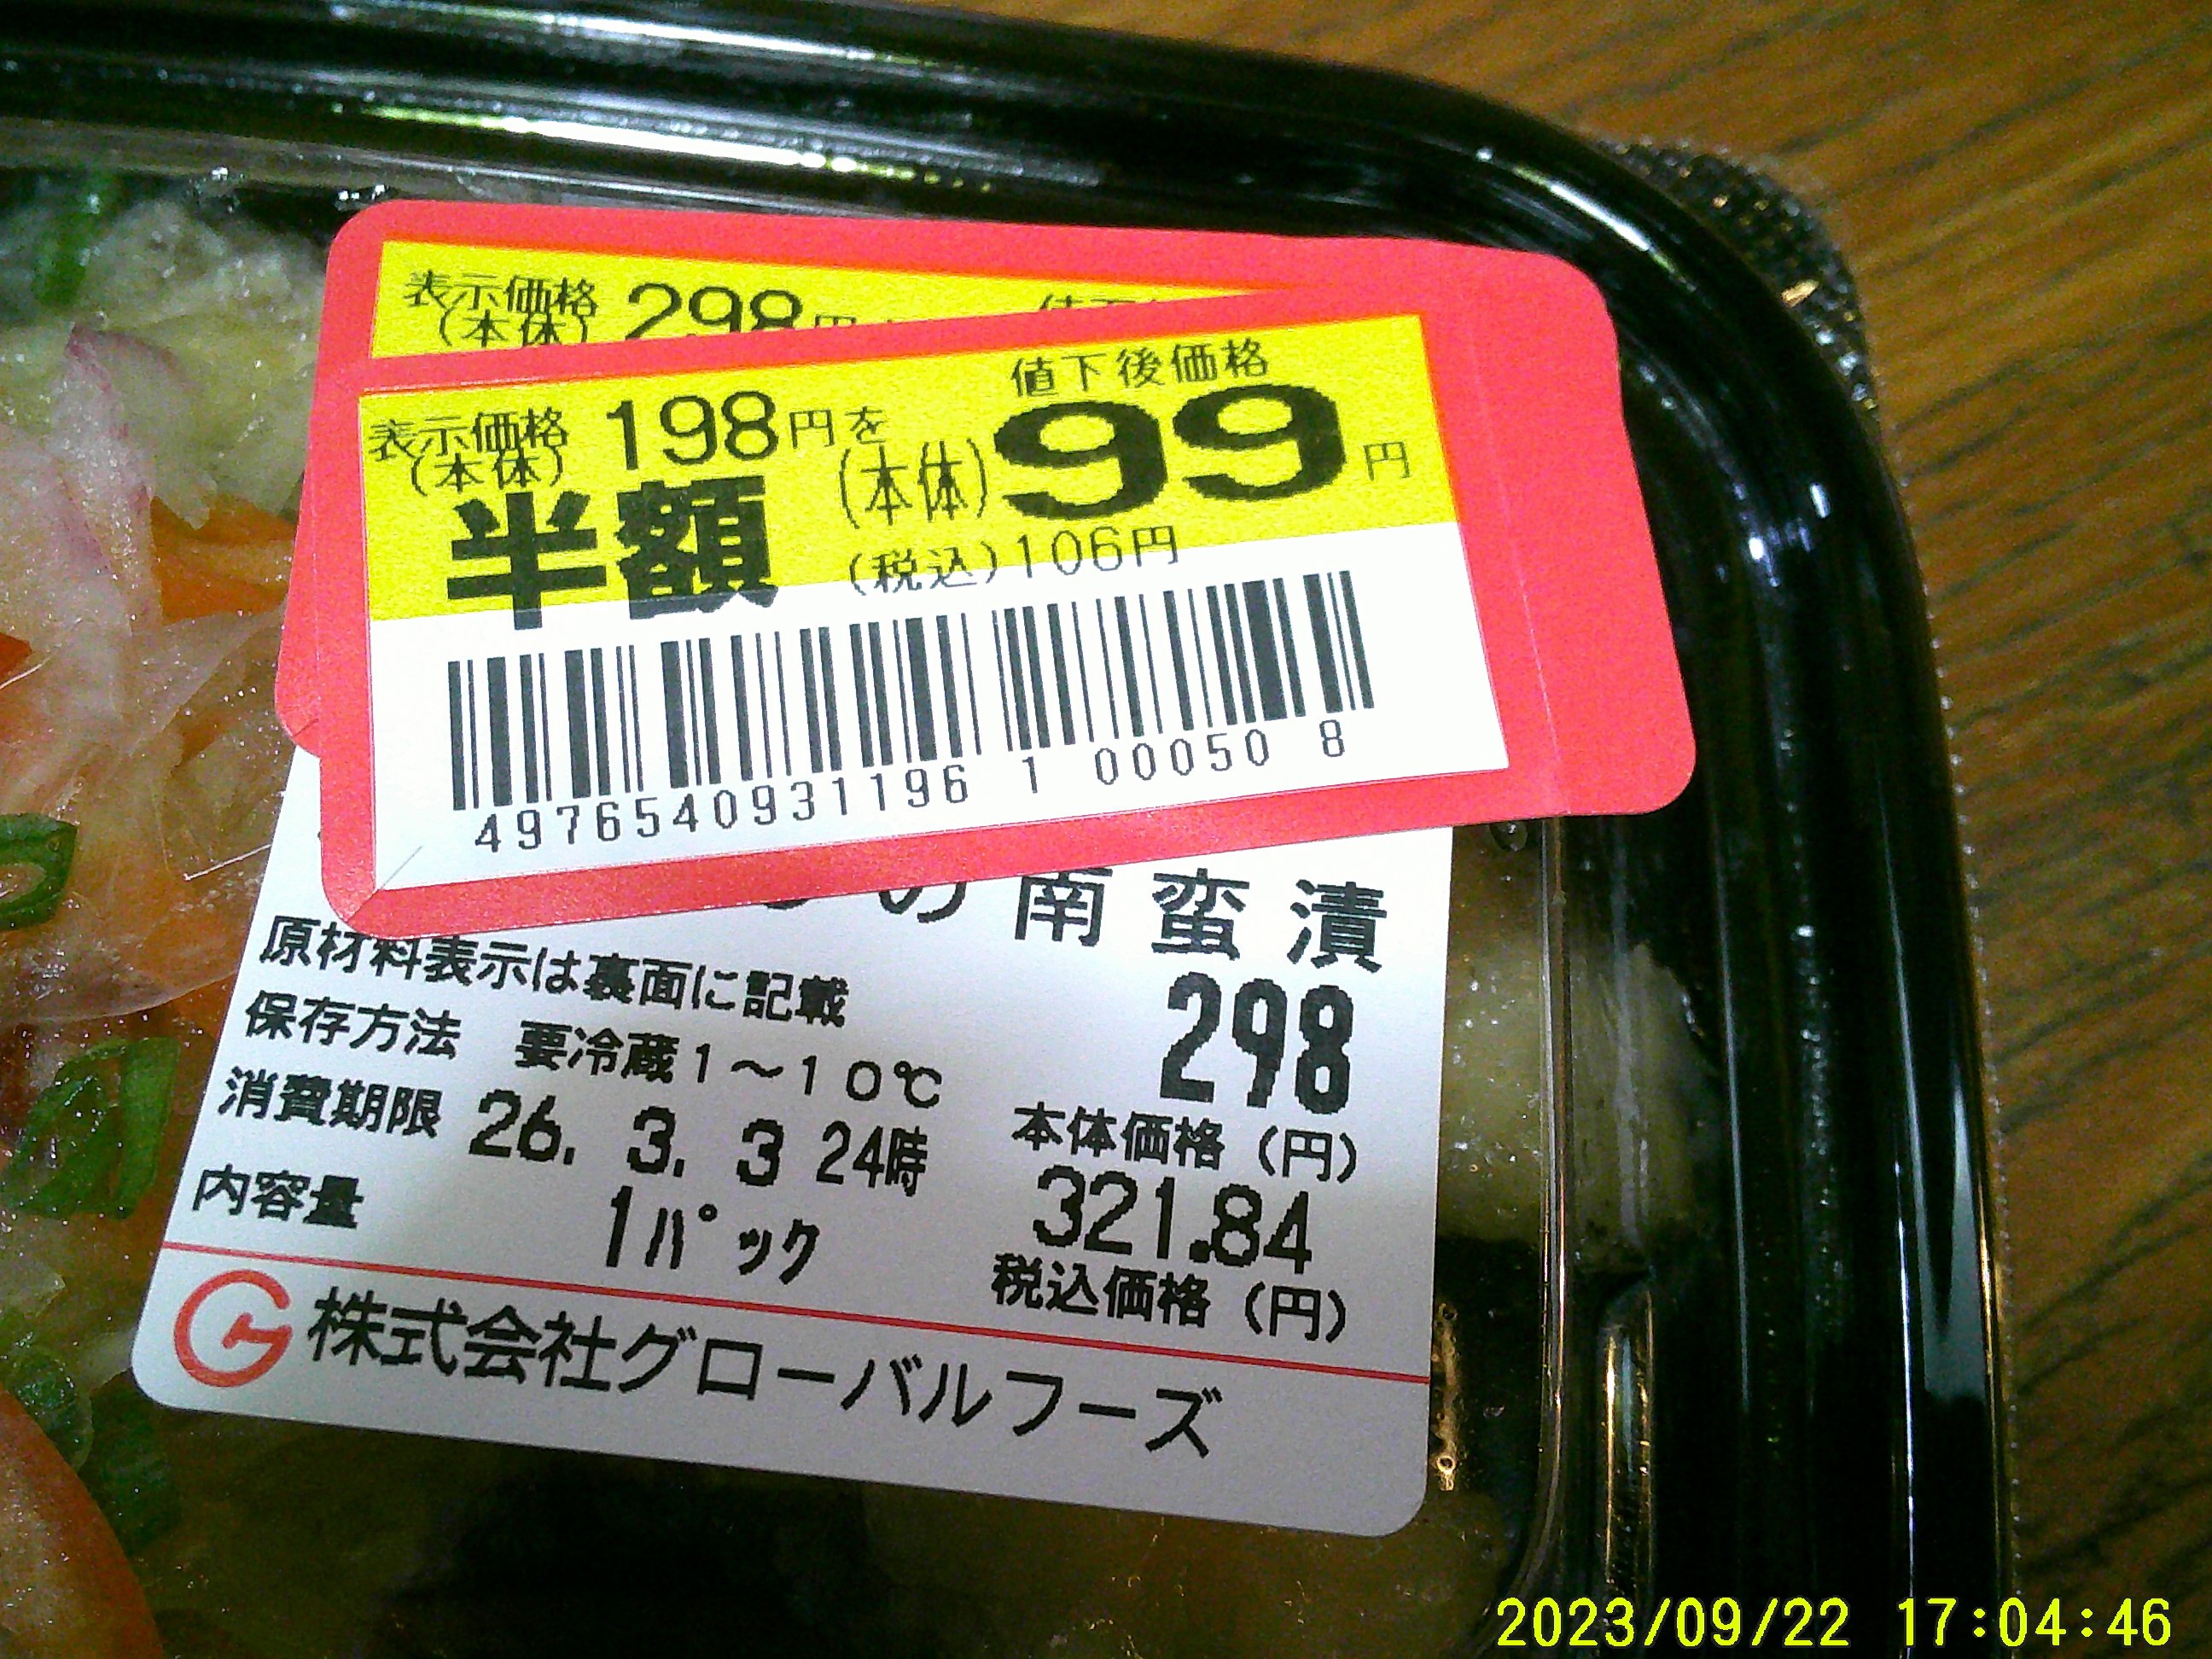 表示価格 298円
(本体)
値下後価格
表示価格 198円を
(本体)
半額 (本体) 99円
(税込) 106円
4976540931196 1 00050 8
の南蛮漬
原材料表示は裏面に記載
298
保存方法 要冷蔵1~10℃
本体価格 (円)
消費期限 26. 3. 3 24時
321.84
内容量 1パック
税込価格 (円)
株式会社グローバルフーズ
2023/09/22 17:04:46